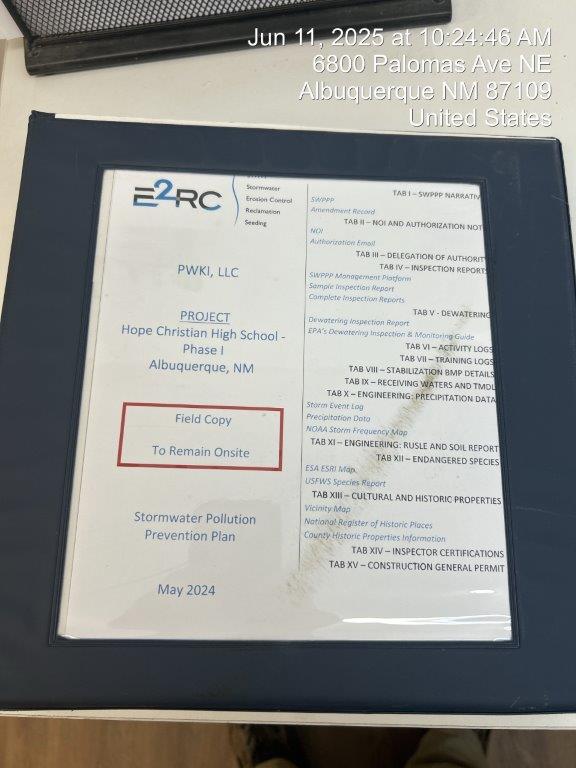 Jun 11, 2025 at 10:24:46 AM
6800 Palomas Ave NE
Albuquerque NM 87109
United States
E2RC
Stormwater
Erosion Control
Reclamation
Seeding
PWKI, LLC
PROJECT
Hope Christian High School -
Phase I
Albuquerque, NM
Field Copy
To Remain Onsite
Stormwater Pollution
Prevention Plan
May 2024
TAB I – SWPPP NARRATIV
SWPPP
Amendment Record
TAB II – NOI AND AUTHORIZATION NOT
NOI
Authorization Email
TAB III – DELEGATION OF AUTHORIT
TAB IV – INSPECTION REPORTS
SWPPP Management Platform
Sample Inspection Report
Complete Inspection Reports
TAB V - DEWATERING
Dewatering Inspection Report
EPA's Dewatering Inspection & Monitoring Guide
TAB VI – ACTIVITY LOGS
TAB VII – TRAINING LOGS
TAB VIII – STABILIZATION BMP DETAILS
TAB IX – RECEIVING WATERS AND TMDL
TAB X – ENGINEERING: PRECIPITATION DATA
Storm Event Log
Precipitation Data
NOAA Storm Frequency Map
TAB XI – ENGINEERING: RUSLE AND SOIL REPORT
TAB XII – ENDANGERED SPECIES
ESA ESRI Map
USFWS Species Report
TAB XIII – CULTURAL AND HISTORIC PROPERTIES
Vicinity Map
National Register of Historic Places
County Historic Properties Information
TAB XIV – INSPECTOR CERTIFICATIONS
TAB XV – CONSTRUCTION GENERAL PERMIT